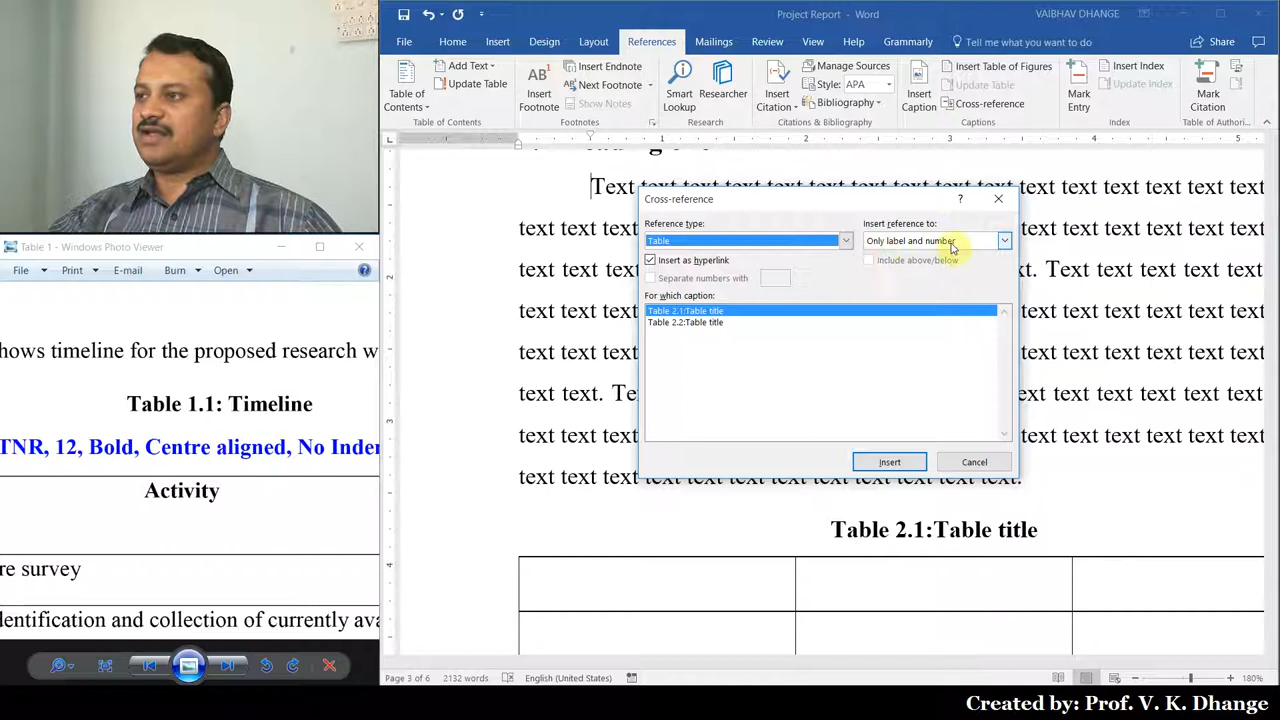 Project Report - Word
VAIBHAV DHANGE
File Home Insert Design Layout References Mailings Review View Help Grammarly Tell me what you want to do Share
Table of Contents
Add Text
Update Table
Table of Contents
AB1
Insert Footnote
Insert Endnote
Next Footnote
Show Notes
Footnotes
Smart Lookup
Researcher
Research
Insert Citation
Manage Sources
Style: APA
Bibliography
Citations & Bibliography
Insert Caption
Insert Table of Figures
Update Table
Cross-reference
Captions
Mark Entry
Insert Index
Update Index
Index
Mark Citation
Table of Authori...
L 1 2 3 4 5
Text text text text text text text text text text
text
text. Text text text
text text
text text
text text. Te
text text
text text text text text text text text text text text text.
Cross-reference
Reference type:
Insert reference to:
Table
Only label and number
Insert as hyperlink
Include above/below
Separate numbers with
For which caption:
Table 2.1:Table title
Table 2.2:Table title
Insert Cancel
Table 2.1:Table title
Page 3 of 6 2132 words English (United States) 180%
Table 1 - Windows Photo Viewer
File Print E-mail Burn Open
shows timeline for the proposed research w
Table 1.1: Timeline
TNR, 12, Bold, Centre aligned, No Inden
Activity
re survey
dentification and collection of currently ava
Created by: Prof. V. K. Dhange